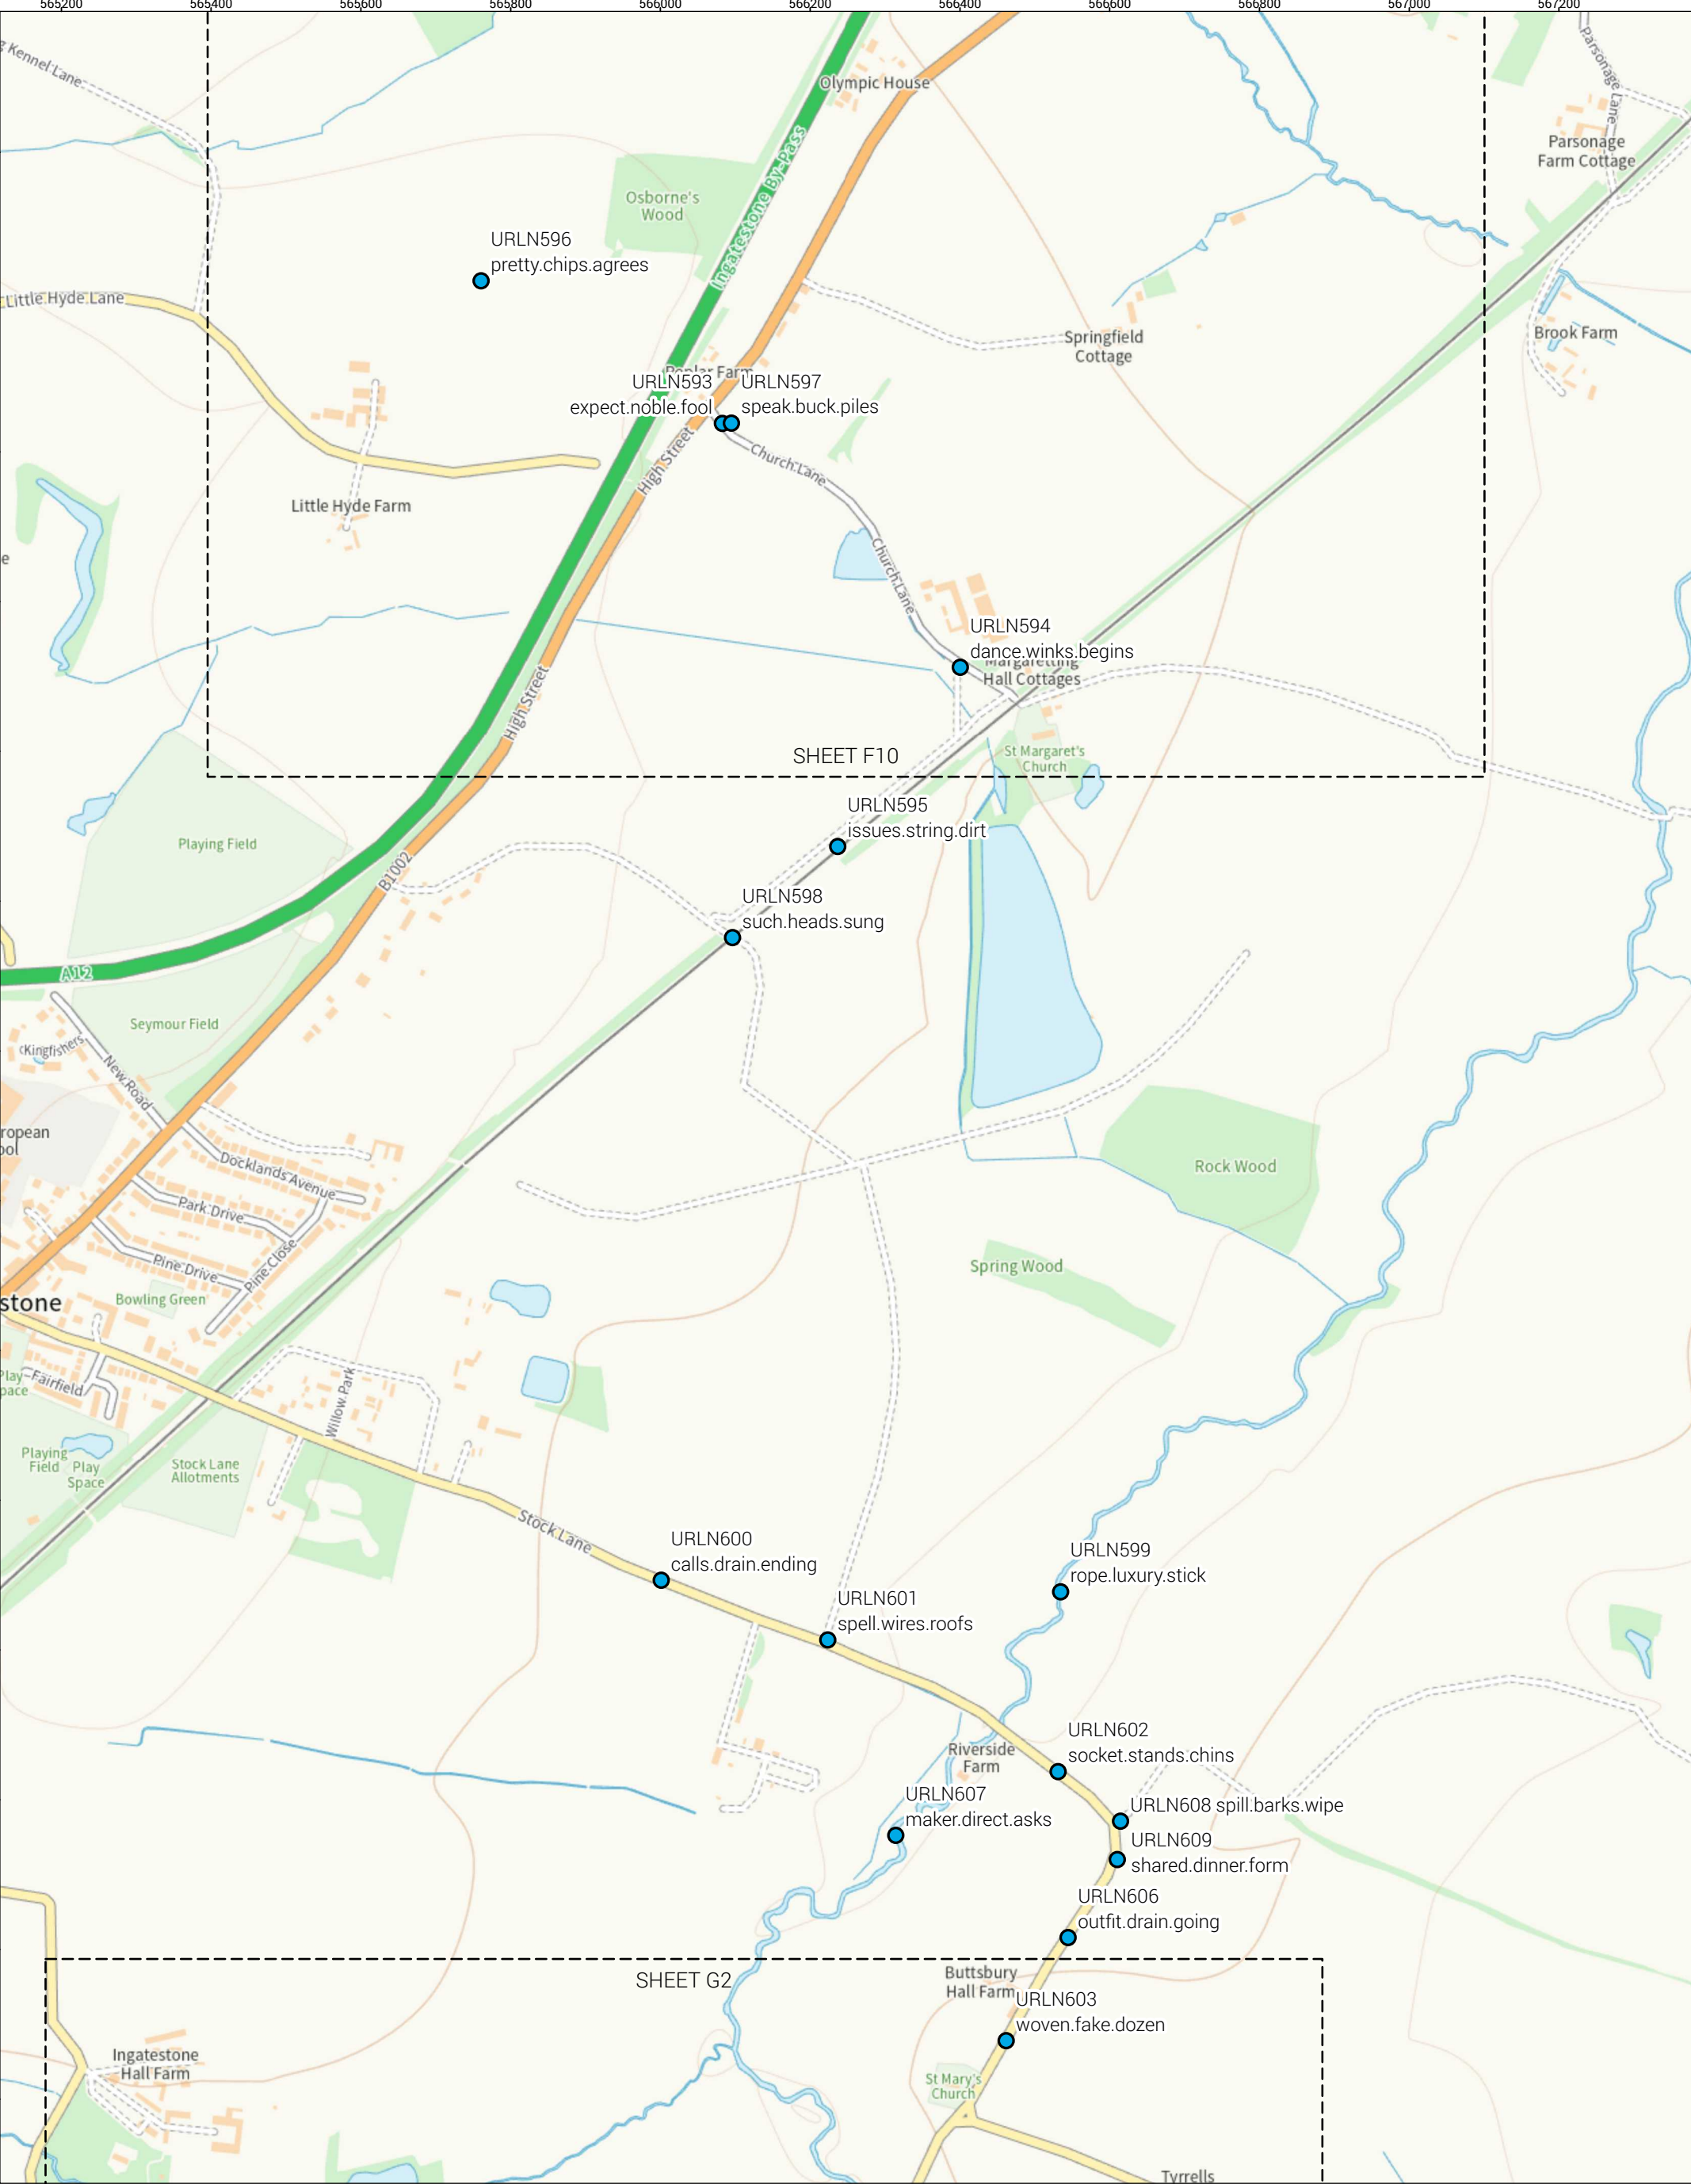 565200
565400
565600
565800
566000
566200
566400
566600
566800
567000
567200
Kennel Lane
Olympic House
Parsonage Lane
Parsonage
Farm Cottage
Ingatestone By-Pass
Osborne's
Wood
URLN596
pretty.chips.agrees
Little Hyde Lane
Springfield
Cottage
Brook Farm
Poplar Farm
URLN593
expect.noble.fool
URLN597
speak.buck.piles
High Street
Church Lane
Little Hyde Farm
Church Lane
URLN594
dance.winks.begins
Margaretting
Hall Cottages
High Street
SHEET F10
St Margaret's
Church
URLN595
issues.string.dirt
Playing Field
B1002
URLN598
such.heads.sung
A12
Seymour Field
Kingfishers
New Road
ropean
ool
Docklands Avenue
Park Drive
Rock Wood
Pine Drive
Pine Close
Spring Wood
stone
Bowling Green
Play
pace
Fairfield
Willow Park
Playing
Field
Play
Space
Stock Lane
Allotments
Stock Lane
URLN600
calls.drain.ending
URLN599
rope.luxury.stick
URLN601
spell.wires.roofs
URLN602
socket.stands.chins
Riverside
Farm
URLN607
maker.direct.asks
URLN608 spill.barks.wipe
URLN609
shared.dinner.form
URLN606
outfit.drain.going
SHEET G2
Buttsbury
Hall Farm
URLN603
woven.fake.dozen
Ingatestone
Hall Farm
St Mary's
Church
Tyrrells